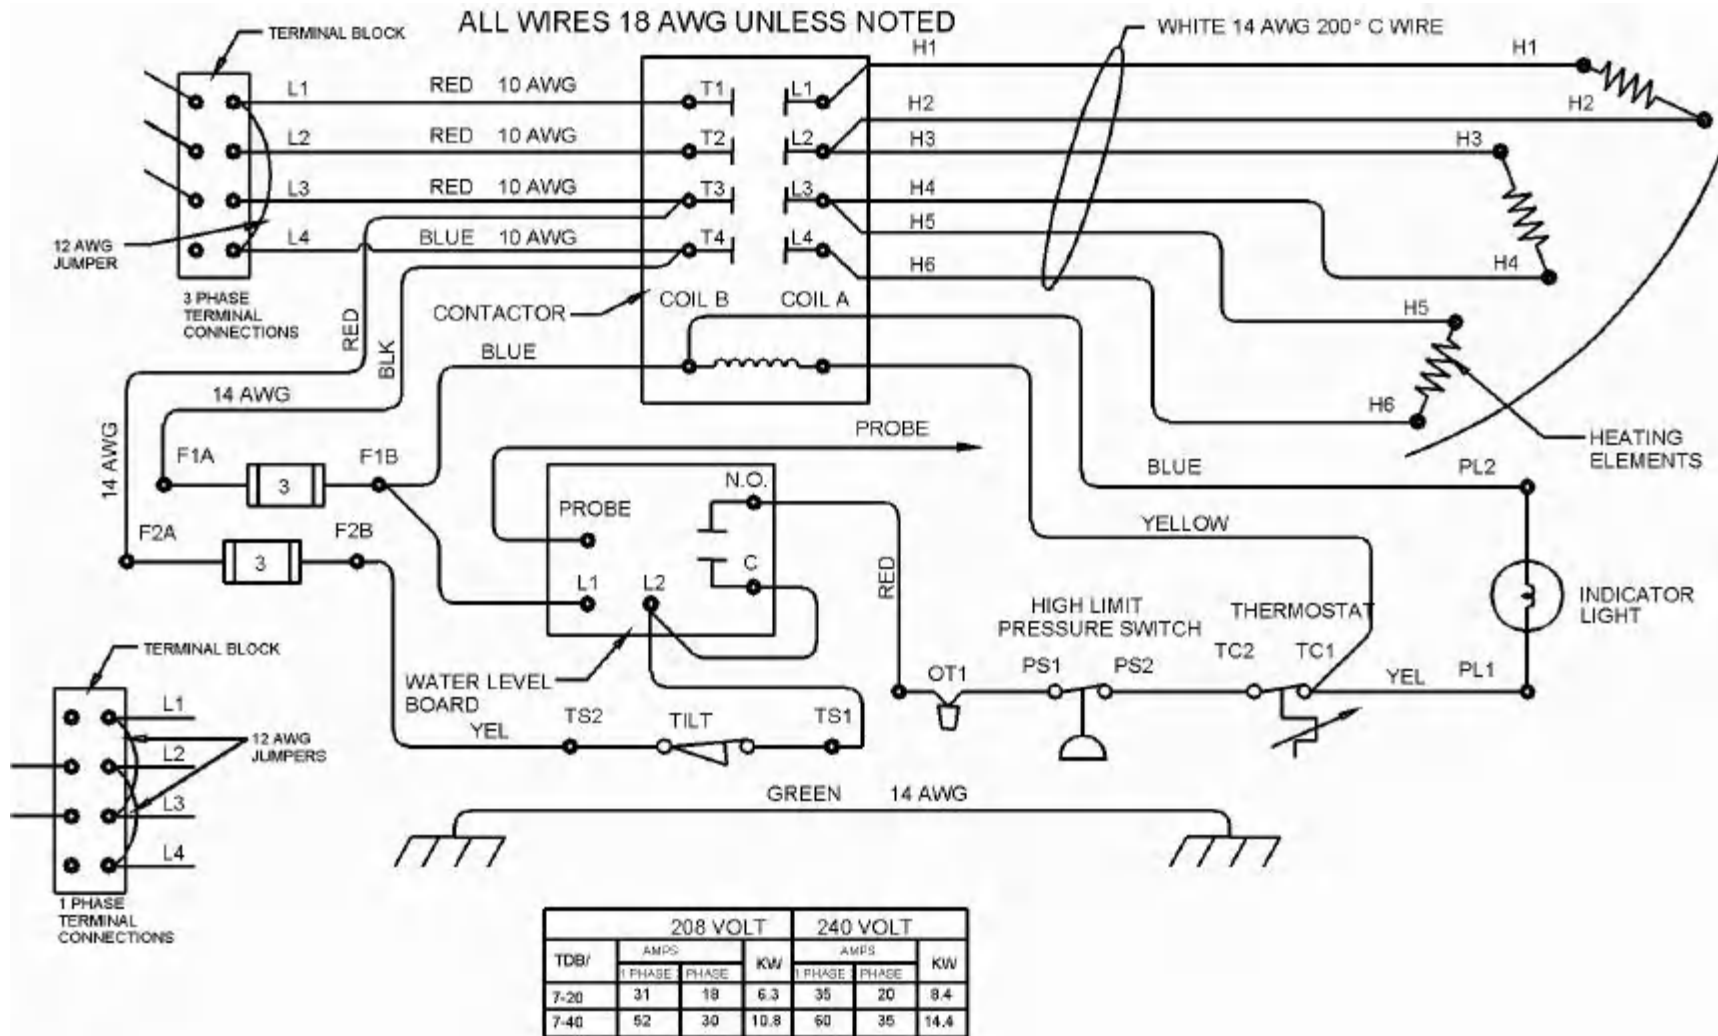 ALL WIRES 18 AWG UNLESS NOTED
TERMINAL BLOCK
WHITE 14 AWG 200° C WIRE
L1 RED 10 AWG T1 L1 H1 H1
H2 H2
L2 RED 10 AWG T2 L2 H3 H3
L3 RED 10 AWG T3 L3 H4
H5
L4 BLUE 10 AWG T4 L4 H4
H6
12 AWG
JUMPER
3 PHASE
TERMINAL
CONNECTIONS
CONTACTOR
COIL B COIL A
H5
RED
BLK
BLUE
14 AWG
14 AWG
H6
PROBE
HEATING
ELEMENTS
F1A 3 F1B
N.O.
BLUE PL2
PROBE
YELLOW
F2A 3 F2B
C
L1 L2
RED
HIGH LIMIT
PRESSURE SWITCH
THERMOSTAT
INDICATOR
LIGHT
TERMINAL BLOCK
WATER LEVEL
BOARD
OT1 PS1 PS2 TC2 TC1 YEL PL1
L1
YEL TS2 TILT TS1
12 AWG
JUMPERS
L2
L3
L4
GREEN 14 AWG
1 PHASE
TERMINAL
CONNECTIONS
208 VOLT 240 VOLT
TDB/ AMPS KW AMPS KW
1 PHASE PHASE 1 PHASE PHASE
7-20 31 18 6.3 35 20 8.4
7-40 52 30 10.8 60 35 14.4